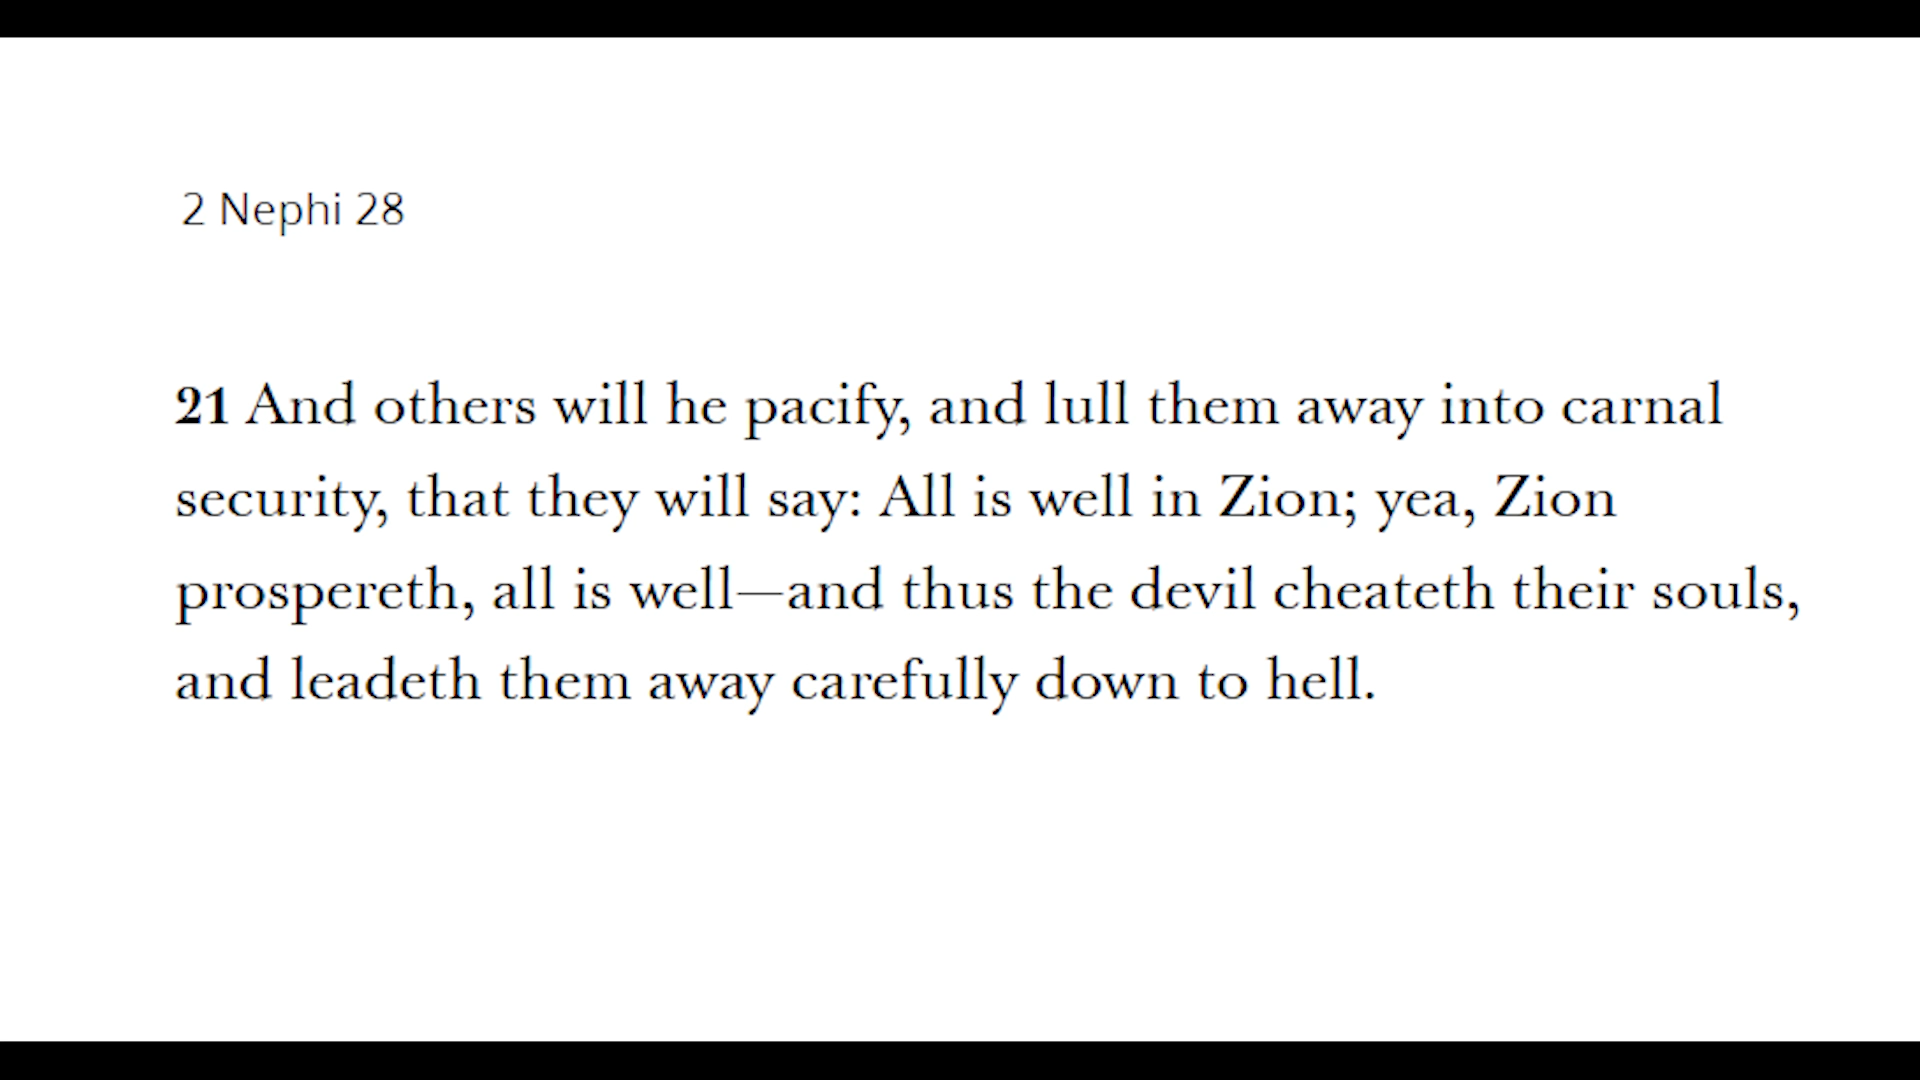 2 Nephi 28
21 And others will he pacify, and lull them away into carnal
security, that they will say: All is well in Zion; yea, Zion
prospereth, all is well—and thus the devil cheateth their souls,
and leadeth them away carefully down to hell.